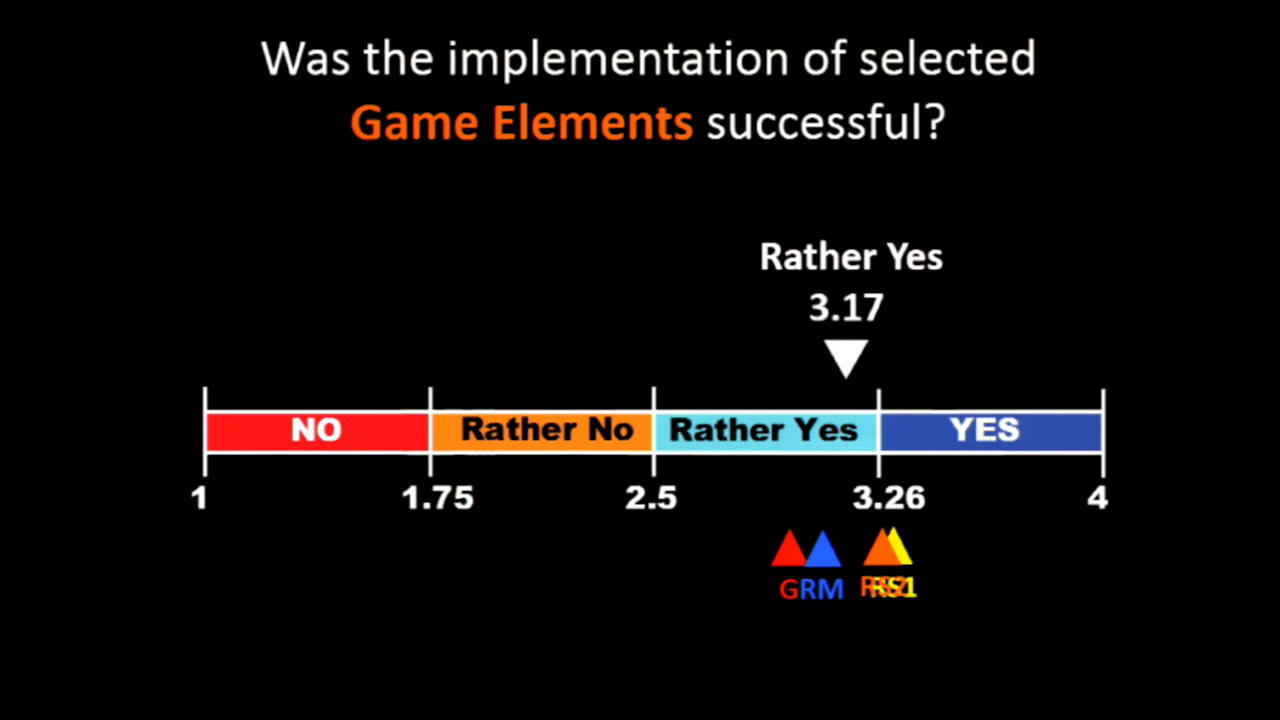 Was the implementation of selected
Game Elements successful?
Rather Yes
3.17
NO Rather No Rather Yes YES
1 1.75 2.5 3.26 4
GRM RS1